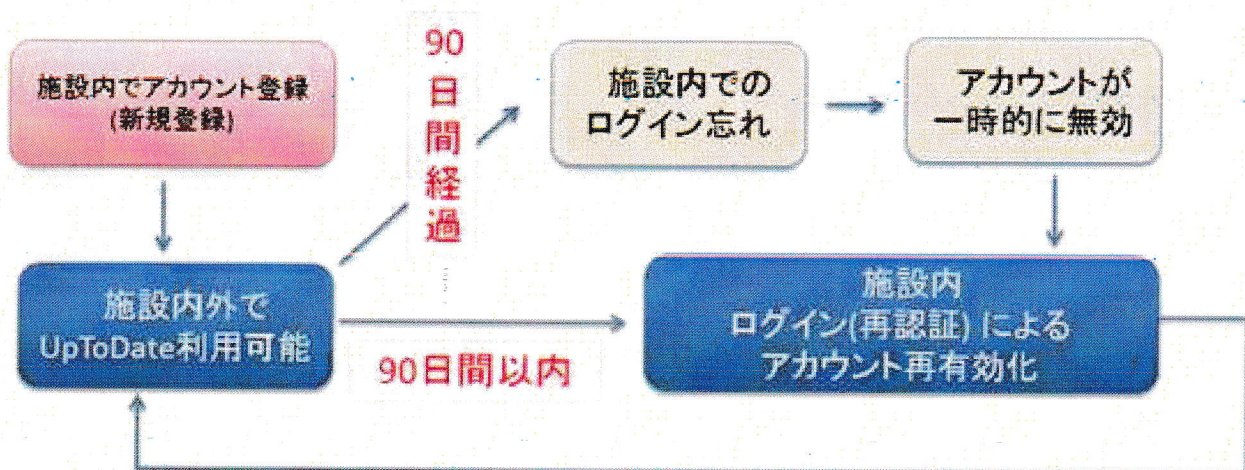 施設内でアカウント登録
(新規登録)
90日間経過
施設内での
ログイン忘れ
アカウントが
一時的に無効
施設内外で
UpToDate利用可能
90日間以内
施設内
ログイン(再認証)による
アカウント再有効化